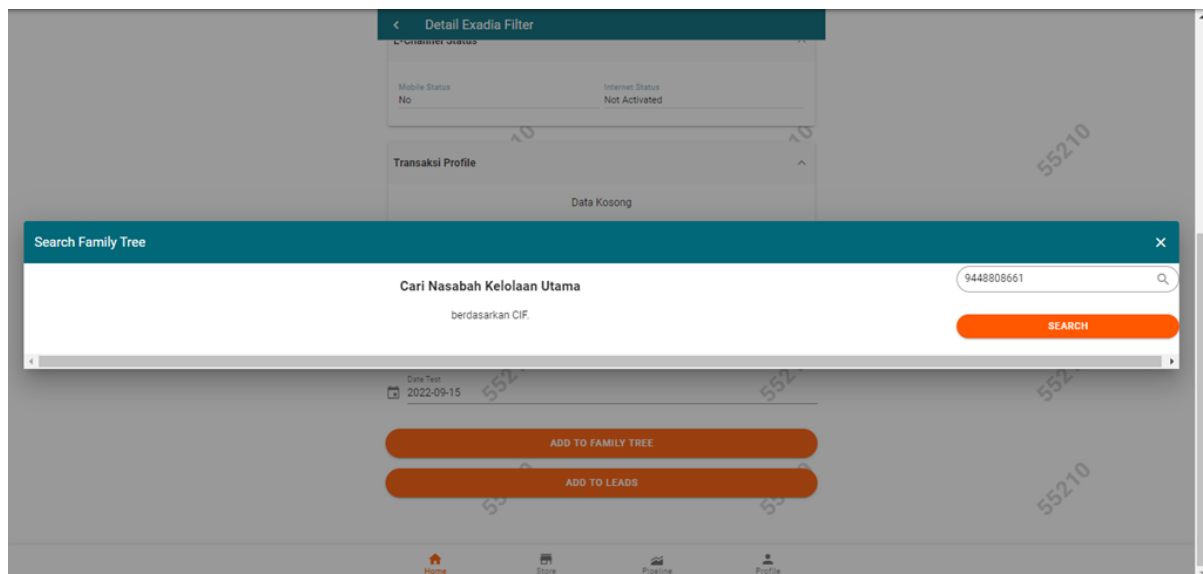 Detail Exadia Filter
E-Channel Status
Mobile Status
Internet Status
No
Not Activated
Transaksi Profile
Data Kosong
55210
Search Family Tree
Cari Nasabah Kelolaan Utama
9448808661
berdasarkan CIF.
SEARCH
Date Test
2022-09-15
ADD TO FAMILY TREE
ADD TO LEADS
55210
Home
Store
Pipeline
Profile